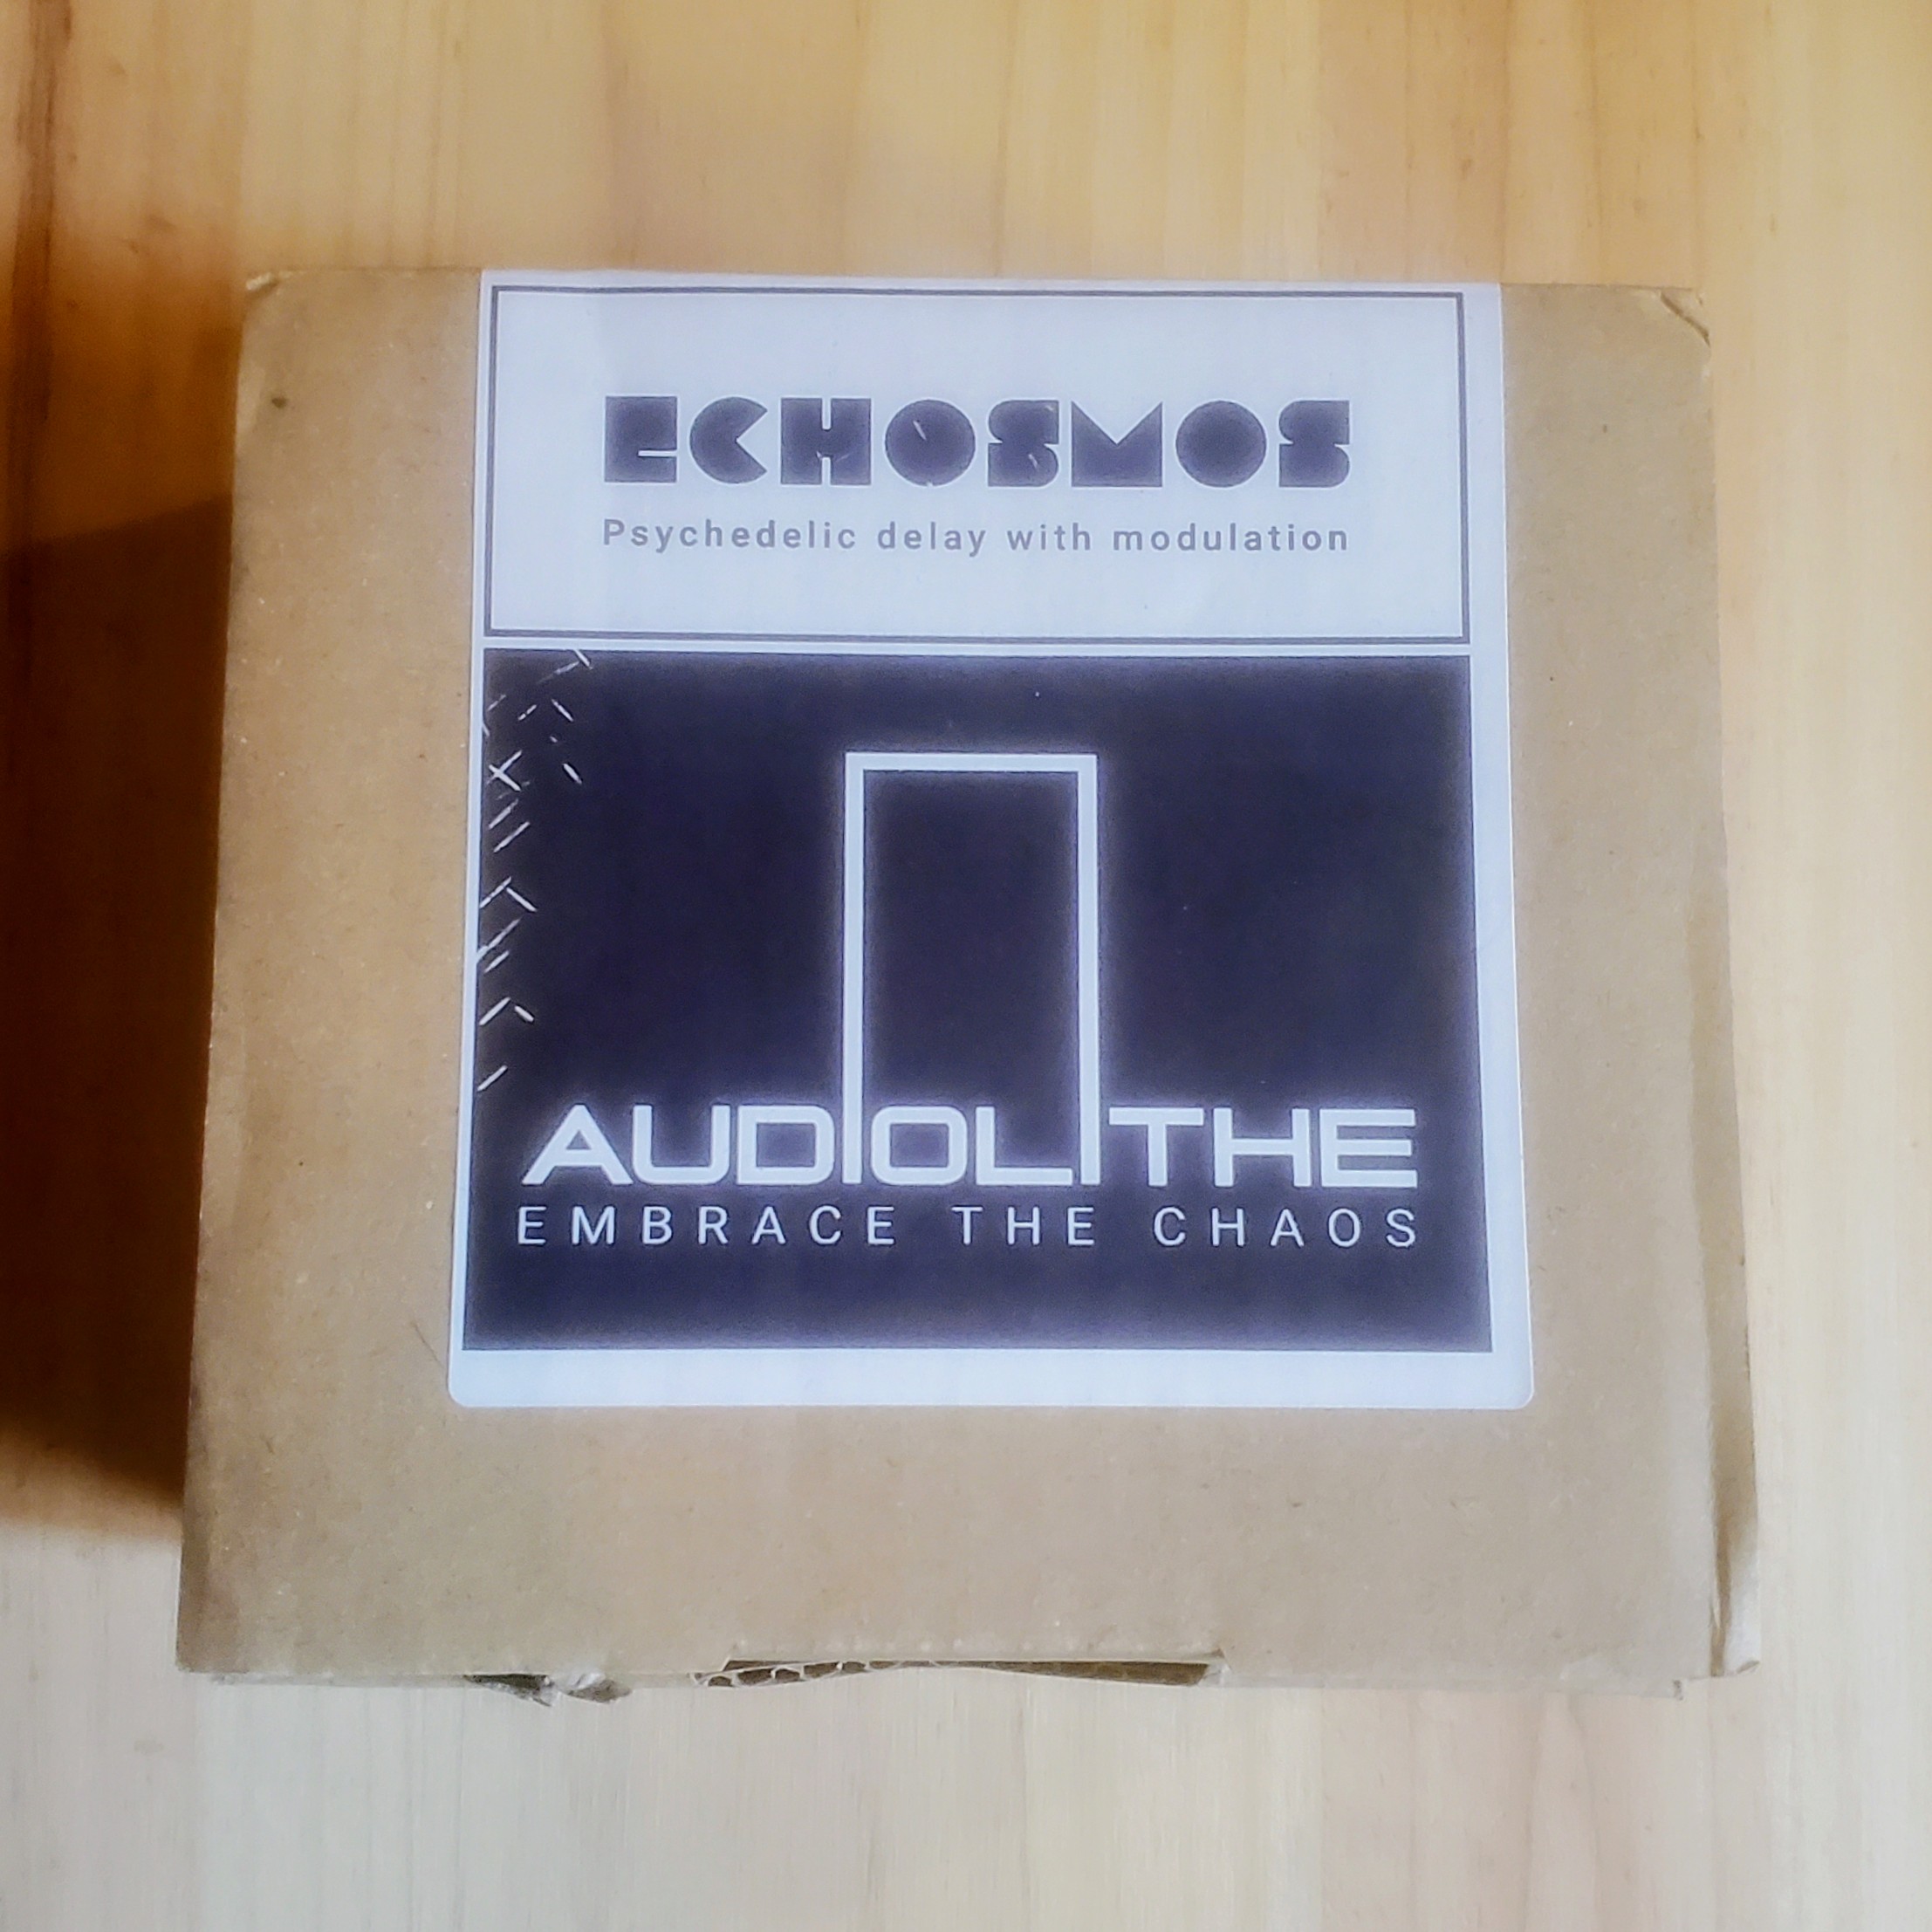 ECHOSMOS
Psychedelic delay with modulation
AUDIOLITHE
EMBRACE THE CHAOS